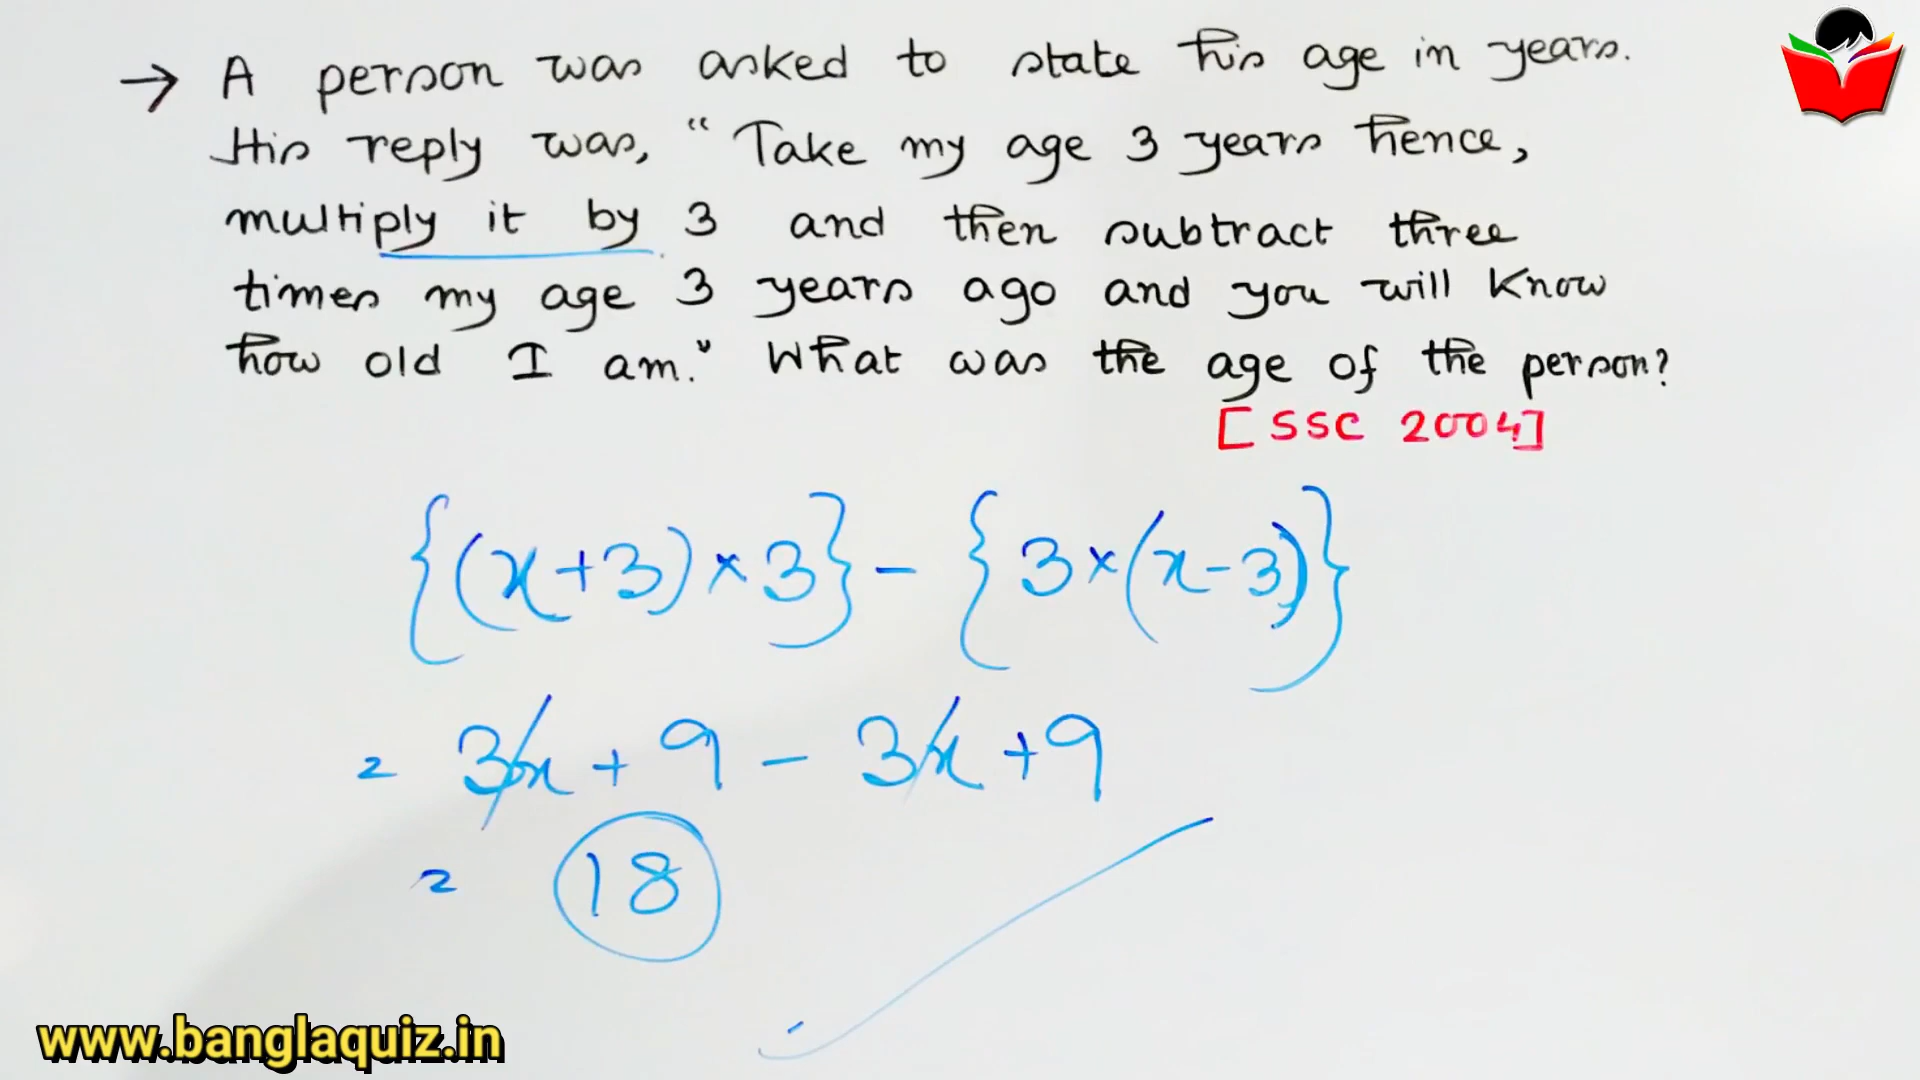 → A person was asked to state his age in years.
His reply was, “Take my age 3 years hence,
multiply it by 3 and then subtract three
times my age 3 years ago and you will know
how old I am.” What was the age of the person?
[SSC 2004]
{(x+3)×3} - {3×(x-3)}
= 3x + 9 - 3x + 9
= 18
www.banglaquiz.in